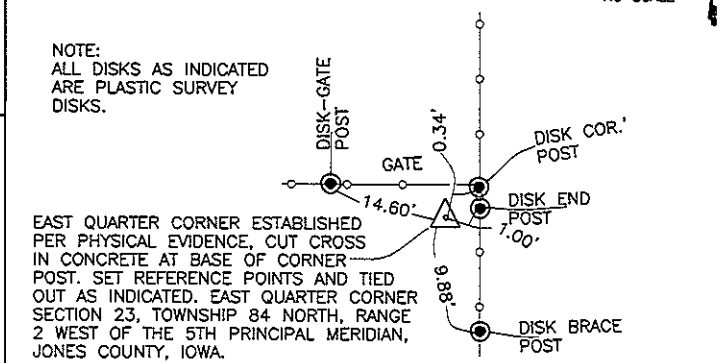 NOTE:
ALL DISKS AS INDICATED
ARE PLASTIC SURVEY
DISKS.
DISK-GATE
POST
GATE
0.34'
DISK COR.'
POST
14.60'
DISK END
POST
1.00'
9.88'
DISK BRACE
POST
EAST QUARTER CORNER ESTABLISHED
PER PHYSICAL EVIDENCE, CUT CROSS
IN CONCRETE AT BASE OF CORNER
POST. SET REFERENCE POINTS AND TIED
OUT AS INDICATED. EAST QUARTER CORNER
SECTION 23, TOWNSHIP 84 NORTH, RANGE
2 WEST OF THE 5TH PRINCIPAL MERIDIAN,
JONES COUNTY, IOWA.